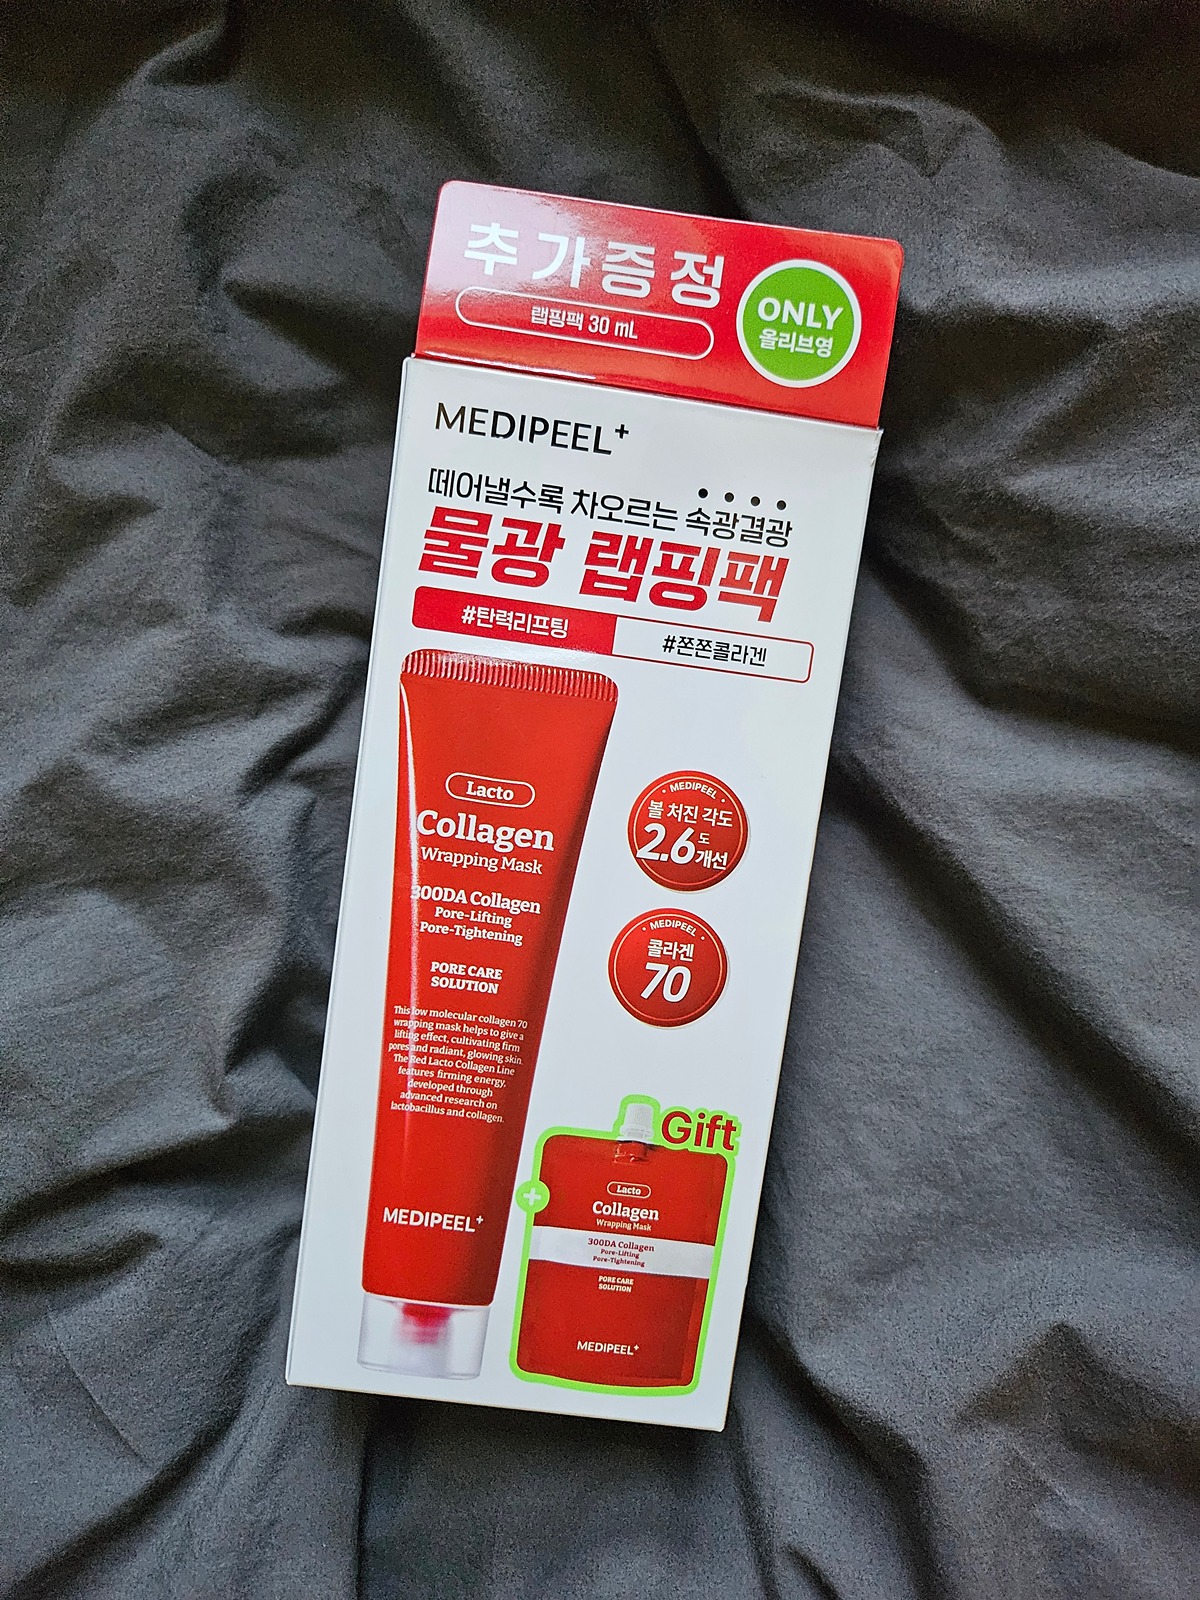 추가증정
랩핑팩 30 mL
ONLY
올리브영
MEDIPEEL+
떼어낼수록 차오르는 속광결광
물광 랩핑팩
#탄력리프팅
#쫀쫀콜라겐
Lacto
Collagen
Wrapping Mask
300DA Collagen
Pore-Lifting
Pore-Tightening
PORE CARE
SOLUTION
This low molecular collagen 70
wrapping mask helps to give a
lifting effect, cultivating firm
pores and radiant, glowing skin.
The Red Lacto Collagen Line
features firming energy,
developed through
advanced research on
lactobacillus and collagen.
MEDIPEEL+
MEDIPEEL
볼 처진 각도
2.6도
개선
MEDIPEEL
콜라겐
70
Gift
+
Lacto
Collagen
Wrapping Mask
300DA Collagen
Pore-Lifting
Pore-Tightening
PORE CARE
SOLUTION
MEDIPEEL+